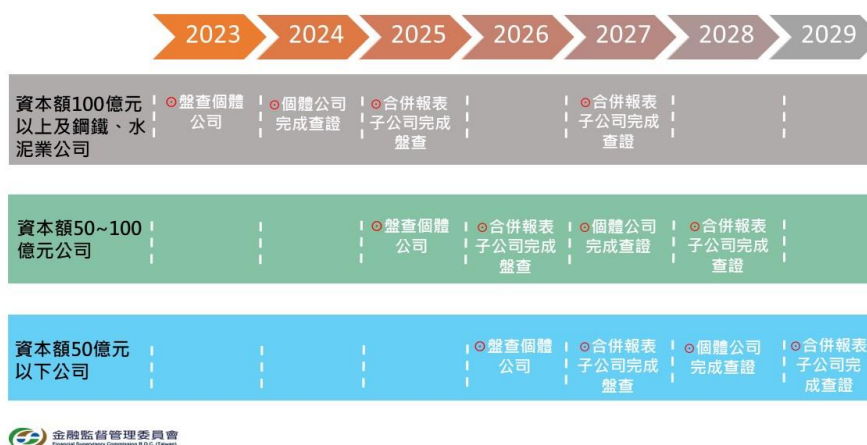 2023 2024 2025 2026 2027 2028 2029
資本額100億元
以上及鋼鐵、水
泥業公司
盤查個體
公司
個體公司
完成查證
合併報表
子公司完成
盤查
合併報表
子公司完成
查證
資本額50~100
億元公司
盤查個體
公司
合併報表
子公司完成
盤查
個體公司
完成查證
合併報表
子公司完成
查證
資本額50億元
以下公司
盤查個體
公司
合併報表
子公司完成
盤查
個體公司
完成查證
合併報表
子公司完
成查證
金融監督管理委員會
Financial Supervisory Commission R.O.C. (Taiwan)